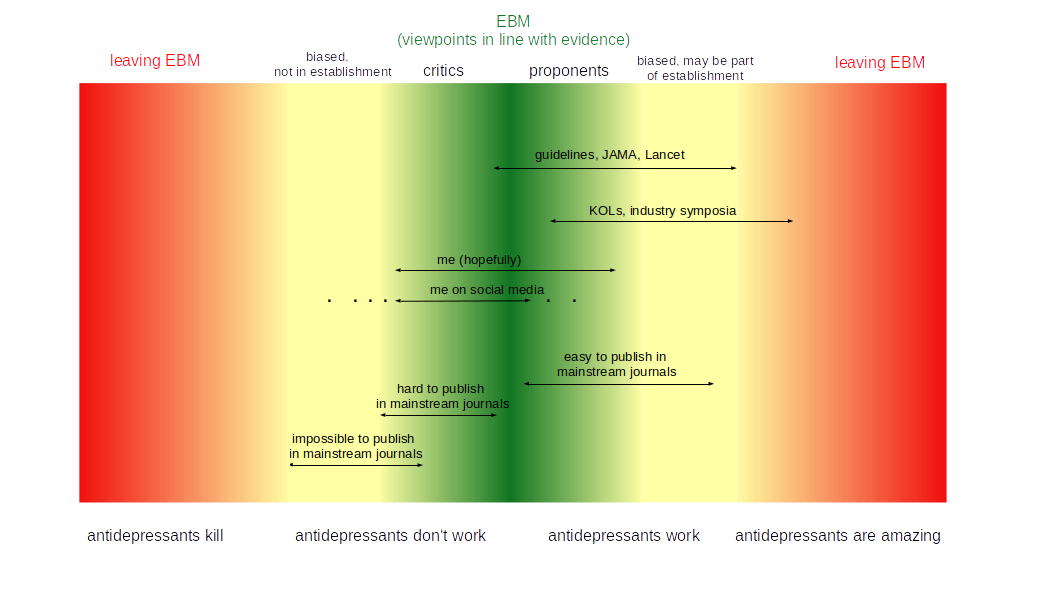 EBM
(viewpoints in line with evidence)
leaving EBM
biased,
not in establishment
critics
proponents
biased, may be part
of establishment
leaving EBM
guidelines, JAMA, Lancet
KOLs, industry symposia
me (hopefully)
me on social media
easy to publish in
mainstream journals
hard to publish
in mainstream journals
impossible to publish
in mainstream journals
antidepressants kill
antidepressants don't work
antidepressants work
antidepressants are amazing